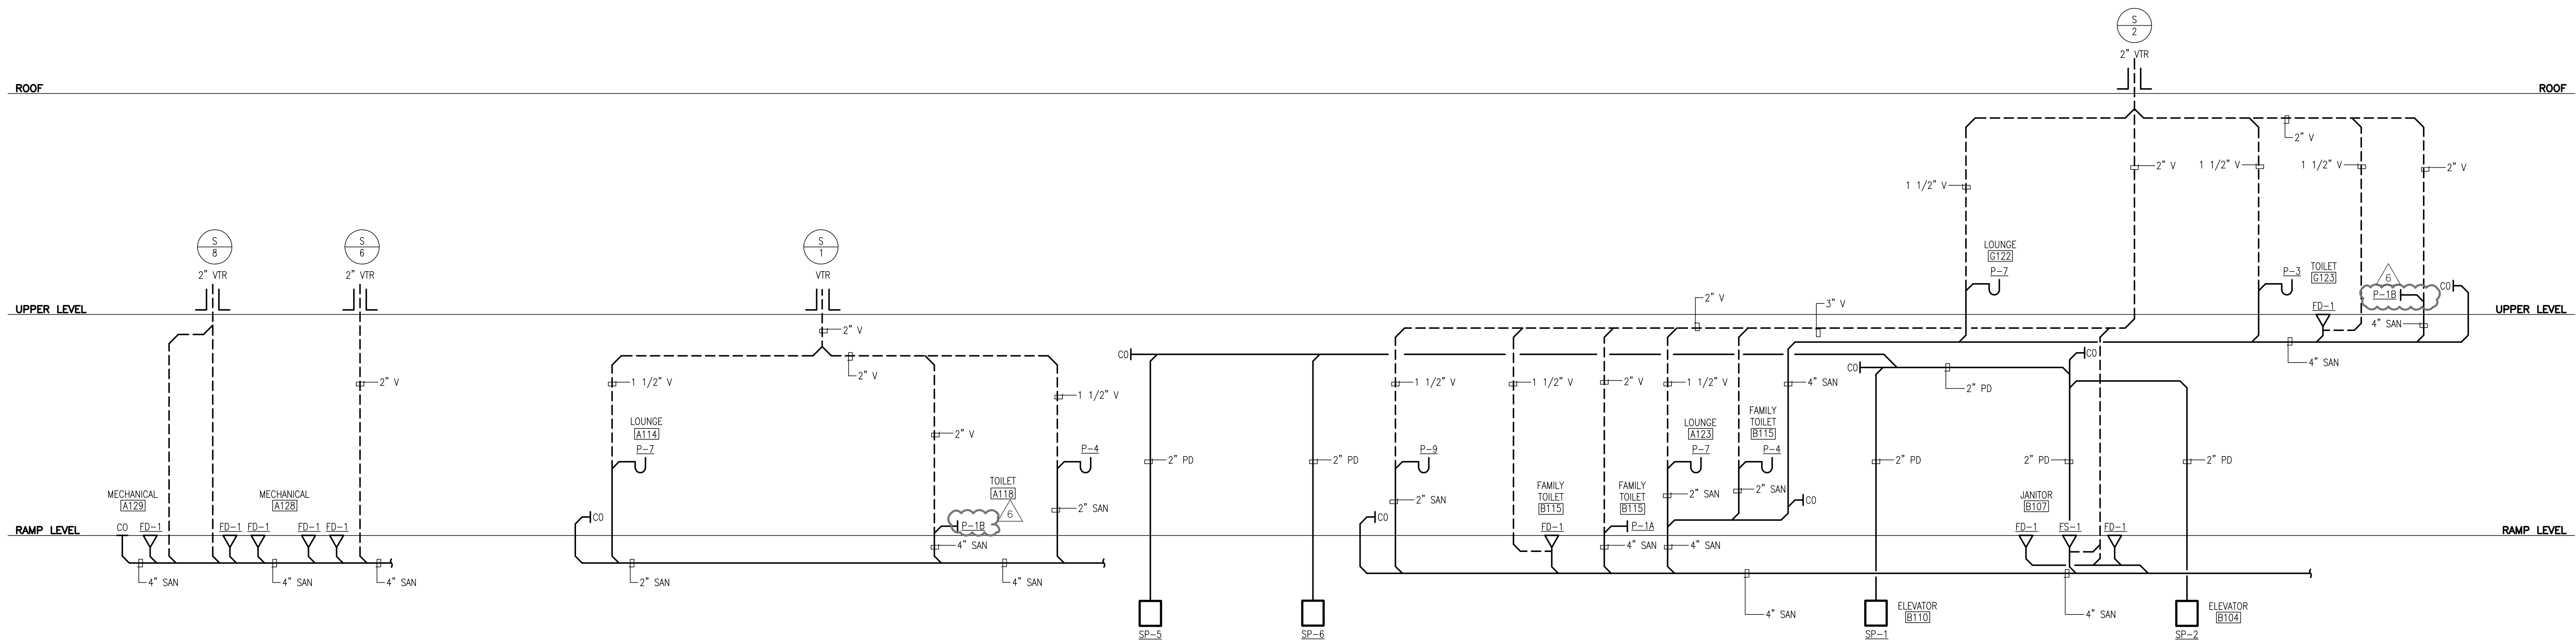 S
2
2" VTR
ROOF
ROOF
2" V
1 1/2" V
2" V
1 1/2" V
1 1/2" V
2" V
LOUNGE
G122
P-7
P-3
TOILET
G123
6
P-1B
CO
FD-1
4" SAN
4" SAN
S
8
2" VTR
S
6
2" VTR
S
1
VTR
UPPER LEVEL
UPPER LEVEL
2" V
2" V
3" V
2" V
2" V
CO
CO
CO
2" PD
1 1/2" V
1 1/2" V
1 1/2" V
1 1/2" V
2" V
1 1/2" V
4" SAN
LOUNGE
A114
P-7
2" V
P-4
2" PD
2" PD
P-9
LOUNGE
A123
P-7
FAMILY
TOILET
B115
P-4
2" PD
2" PD
2" PD
MECHANICAL
A129
MECHANICAL
A128
TOILET
A118
6
P-1B
2" SAN
2" SAN
FAMILY
TOILET
B115
FAMILY
TOILET
B115
2" SAN
2" SAN
CO
JANITOR
B107
RAMP LEVEL
CO
FD-1
FD-1
FD-1
FD-1
FD-1
CO
CO
FD-1
P-1A
FD-1
FS-1
FD-1
RAMP LEVEL
4" SAN
4" SAN
4" SAN
4" SAN
4" SAN
4" SAN
2" SAN
4" SAN
4" SAN
4" SAN
SP-5
SP-6
SP-1
ELEVATOR
B110
SP-2
ELEVATOR
B104